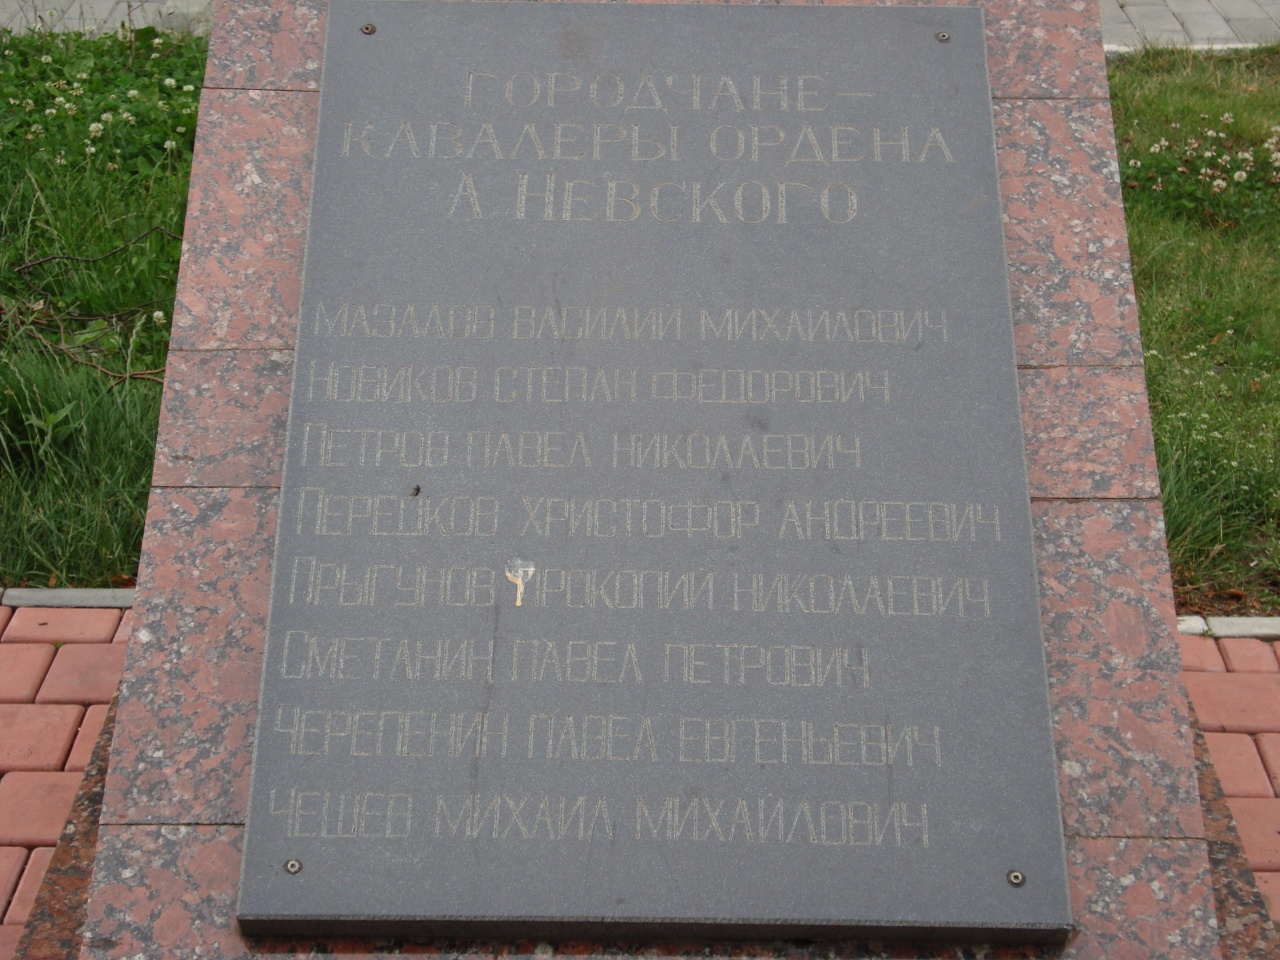 ГОРОДЧАНЕ –
КАВАЛЕРЫ ОРДЕНА
А. НЕВСКОГО
МАЗАЛОВ ВАСИЛИЙ МИХАЙЛОВИЧ
НОВИКОВ СТЕПАН ФЕДОРОВИЧ
ПЕТРОВ ПАВЕЛ НИКОЛАЕВИЧ
ПЕРЕШКОВ ХРИСТОФОР АНДРЕЕВИЧ
ПРЫГУНОВ ПРОКОПИЙ НИКОЛАЕВИЧ
СМЕТАНИН ПАВЕЛ ПЕТРОВИЧ
ЧЕРЕПЕНИН ПАВЕЛ ЕВГЕНЬЕВИЧ
ЧЕШЕВ МИХАИЛ МИХАЙЛОВИЧ